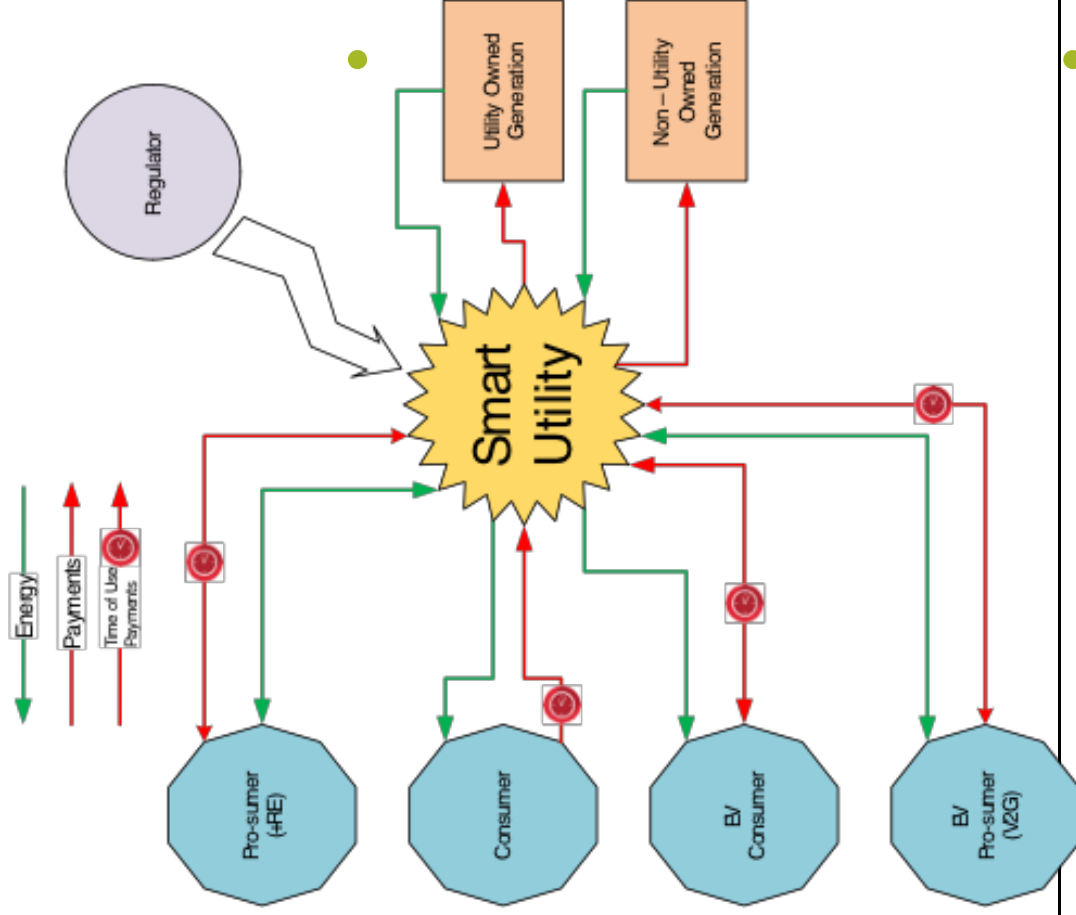 Energy
Payments
Time of Use
Payments
Regulator
Utility Owned
Generation
Non – Utility
Owned
Generation
Smart
Utility
Pro-sumer
(+RE)
Consumer
EV
Consumer
EV
Pro-sumer
(V2G)